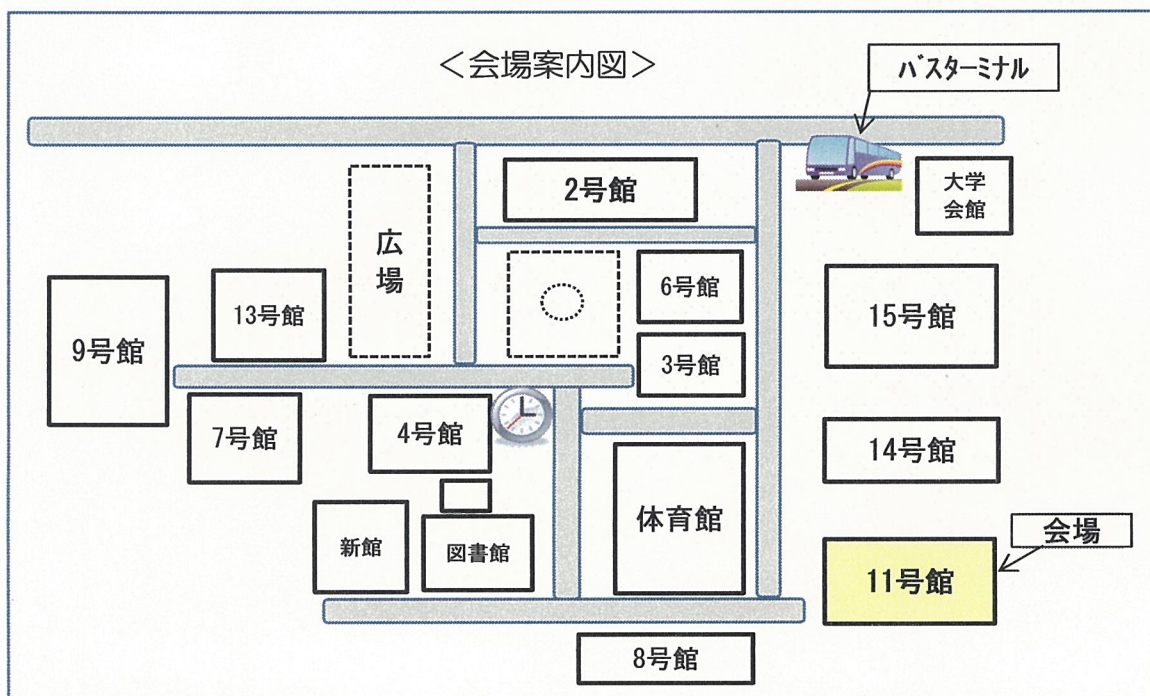 <会場案内図>
バスターミナル
2号館
大学
会館
広
場
6号館
13号館
15号館
9号館
3号館
7号館
4号館
14号館
体育館
新館
図書館
会場
11号館
8号館